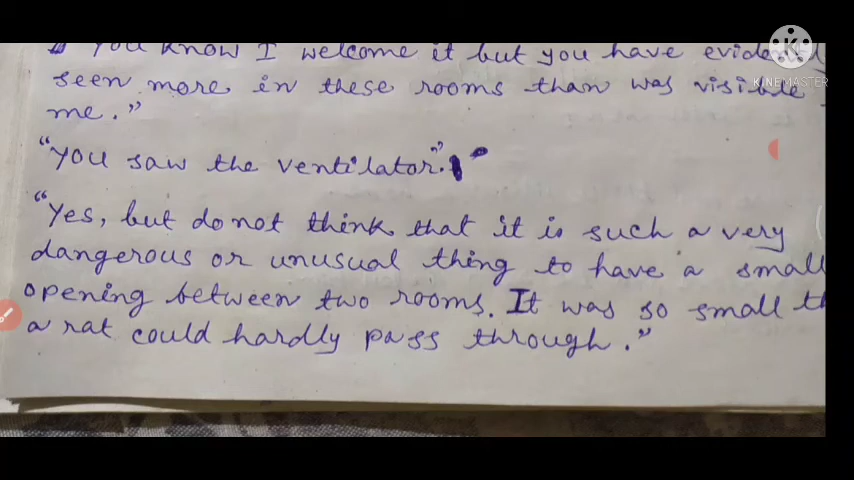 You know I welcome it but you have
seen more in these rooms than was visible
me."
"You saw the ventilator".
"Yes, but do not think that it is such a very
dangerous or unusual thing to have a small
opening between two rooms. It was so small th
a rat could hardly pass through."
KINEMASTER